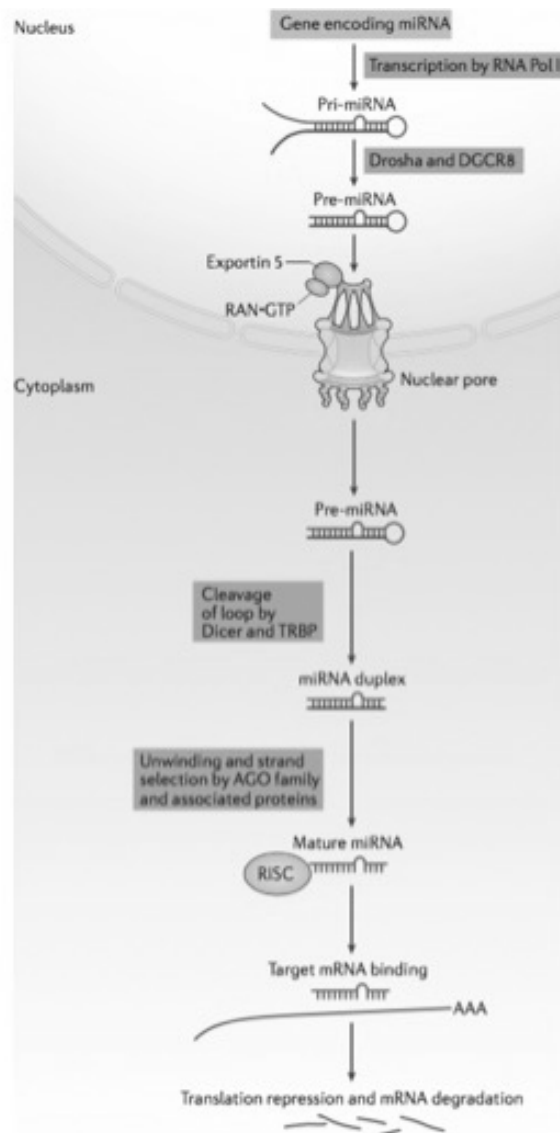 Nucleus
Gene encoding miRNA
Transcription by RNA Pol I
Pri-miRNA
Drosha and DGCR8
Pre-miRNA
Exportin 5
RAN-GTP
Nuclear pore
Cytoplasm
Pre-miRNA
Cleavage
of loop by
Dicer and TRBP
miRNA duplex
Unwinding and strand
selection by AGO family
and associated proteins
Mature miRNA
RISC
Target mRNA binding
AAA
Translation repression and mRNA degradation